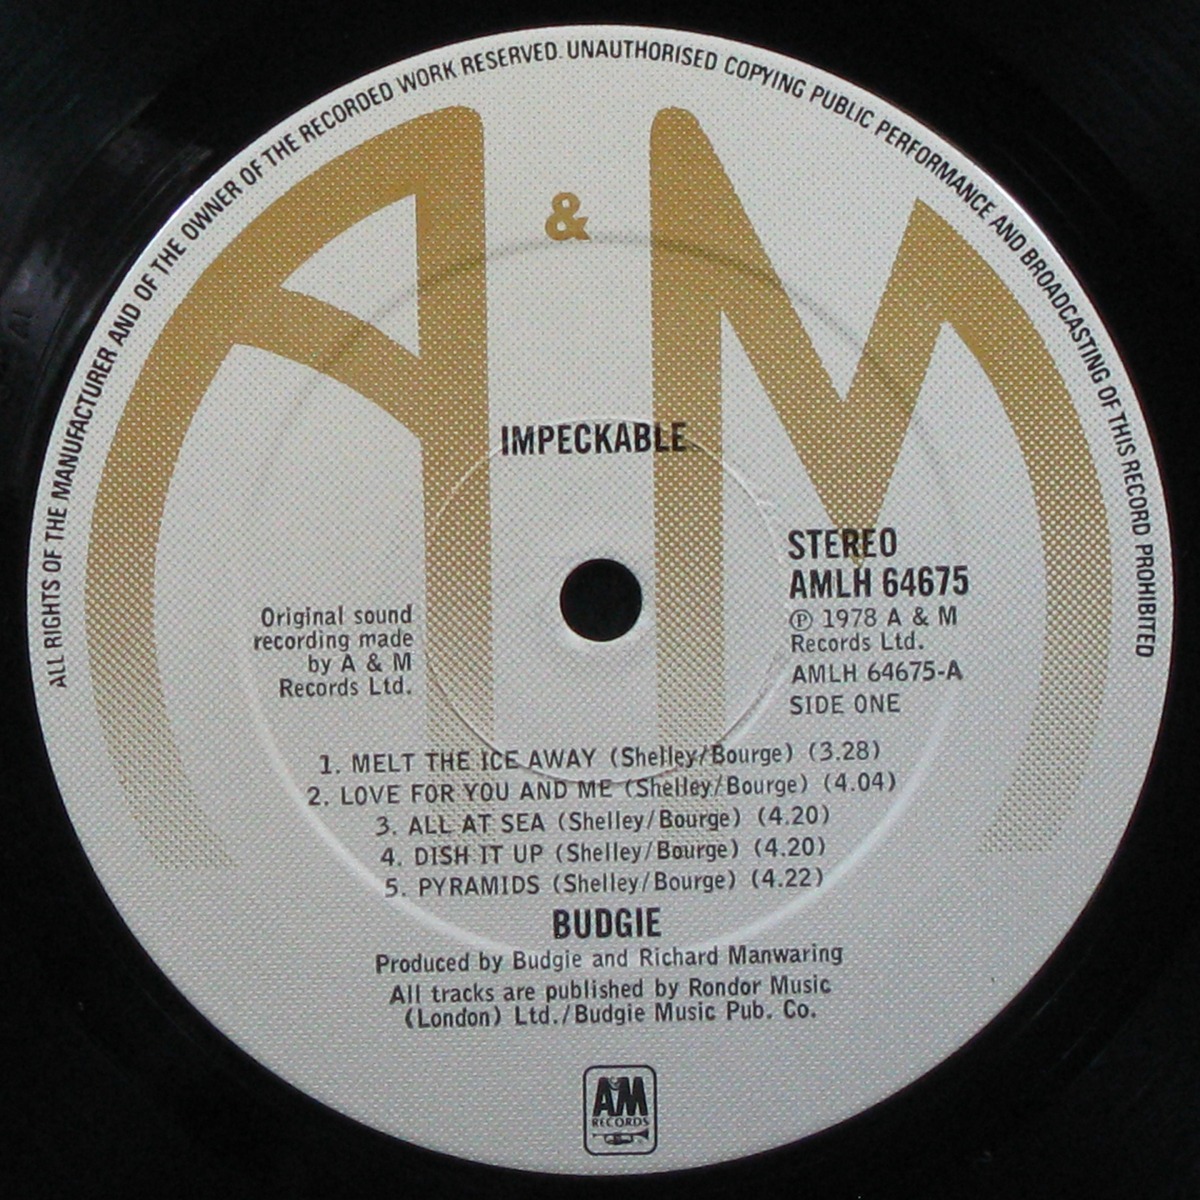 ALL RIGHTS OF THE MANUFACTURER AND OF THE OWNER OF THE RECORDED WORK RESERVED. UNAUTHORISED COPYING PUBLIC PERFORMANCE AND BROADCASTING OF THIS RECORD PROHIBITED
A & M
IMPECKABLE
STEREO
AMLH 64675
℗ 1978 A & M
Records Ltd.
AMLH 64675-A
SIDE ONE
Original sound
recording made
by A & M
Records Ltd.
1. MELT THE ICE AWAY (Shelley/Bourge) (3.28)
2. LOVE FOR YOU AND ME (Shelley/Bourge) (4.04)
3. ALL AT SEA (Shelley/Bourge) (4.20)
4. DISH IT UP (Shelley/Bourge) (4.20)
5. PYRAMIDS (Shelley/Bourge) (4.22)
BUDGIE
Produced by Budgie and Richard Manwaring
All tracks are published by Rondor Music
(London) Ltd./Budgie Music Pub. Co.
AM
RECORDS